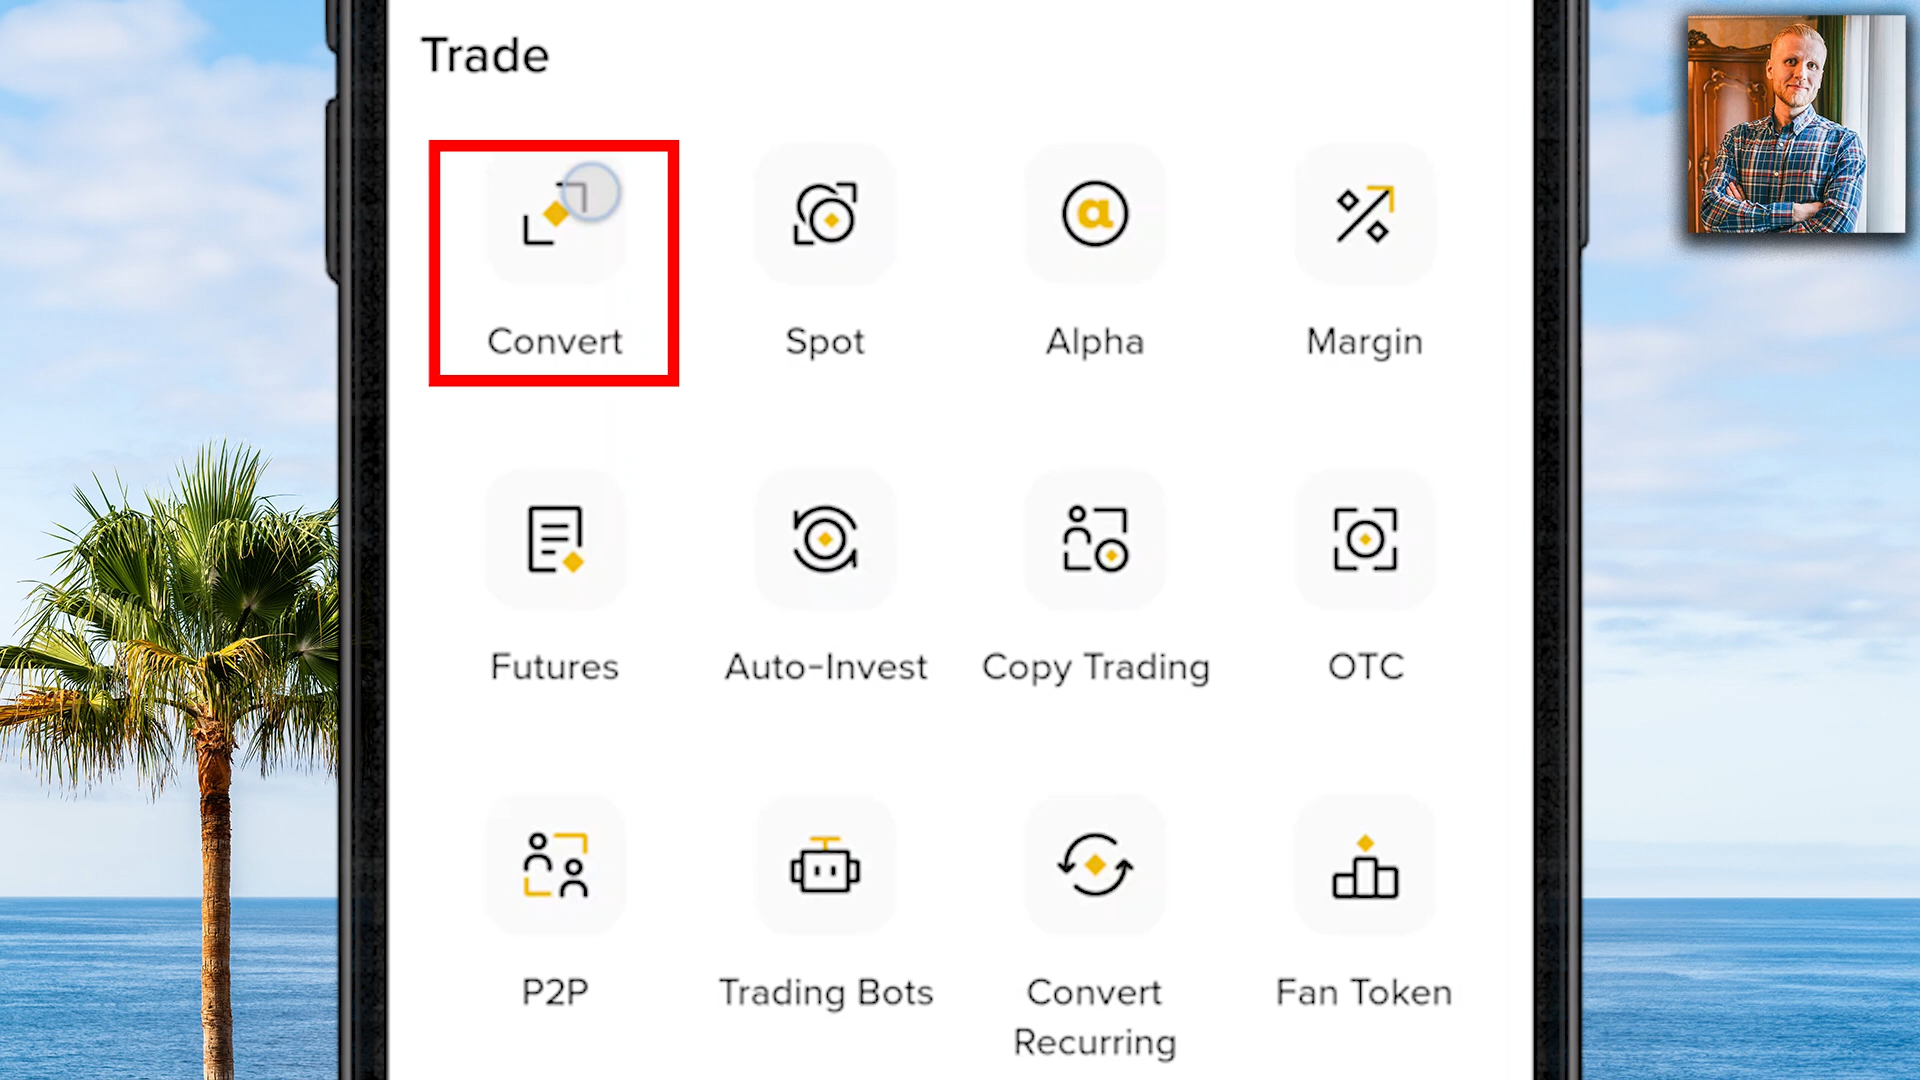 Trade
Convert
Spot
Alpha
Margin
Futures
Auto-Invest
Copy Trading
OTC
P2P
Trading Bots
Convert
Recurring
Fan Token